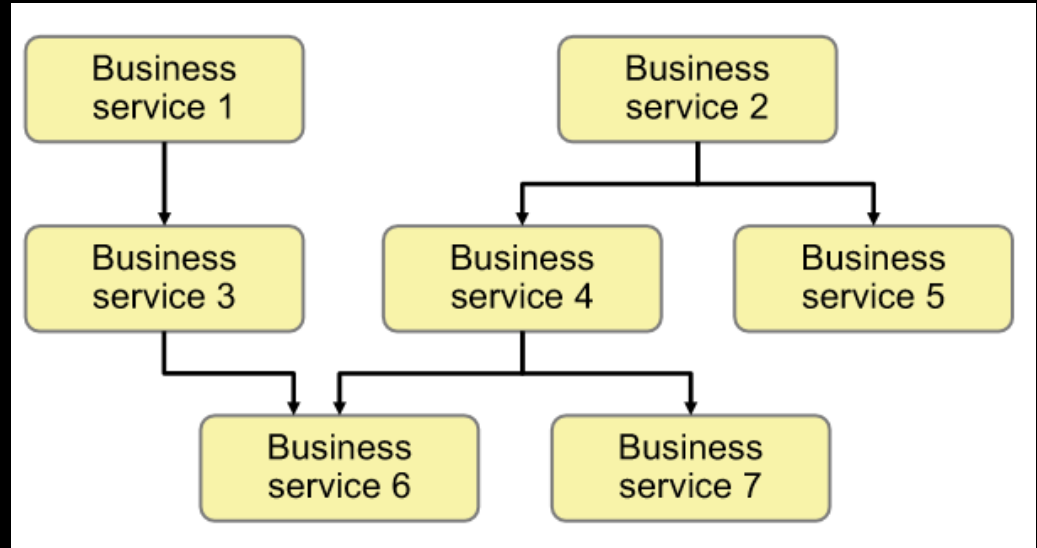 Business
service 1
Business
service 2
Business
service 3
Business
service 4
Business
service 5
Business
service 6
Business
service 7